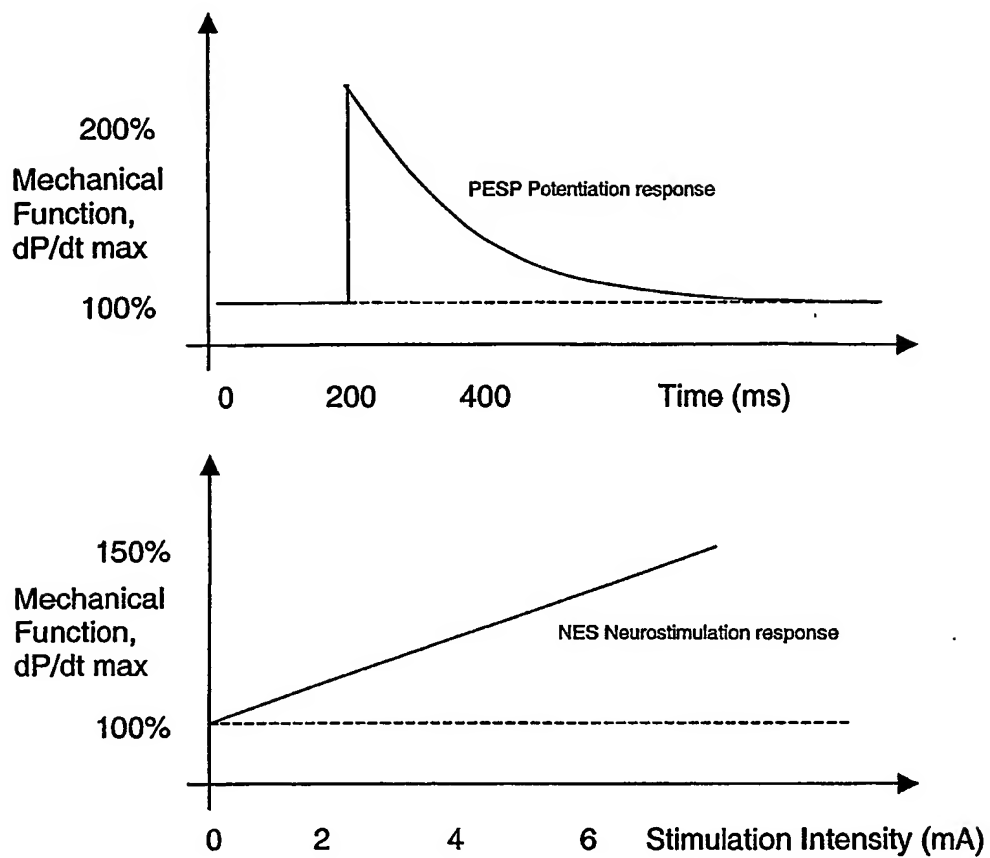 200%
Mechanical
Function,
dP/dt max
PESP Potentiation response
100%
0 200 400 Time (ms)
150%
Mechanical
Function,
dP/dt max
NES Neurostimulation response
100%
0 2 4 6 Stimulation Intensity (mA)